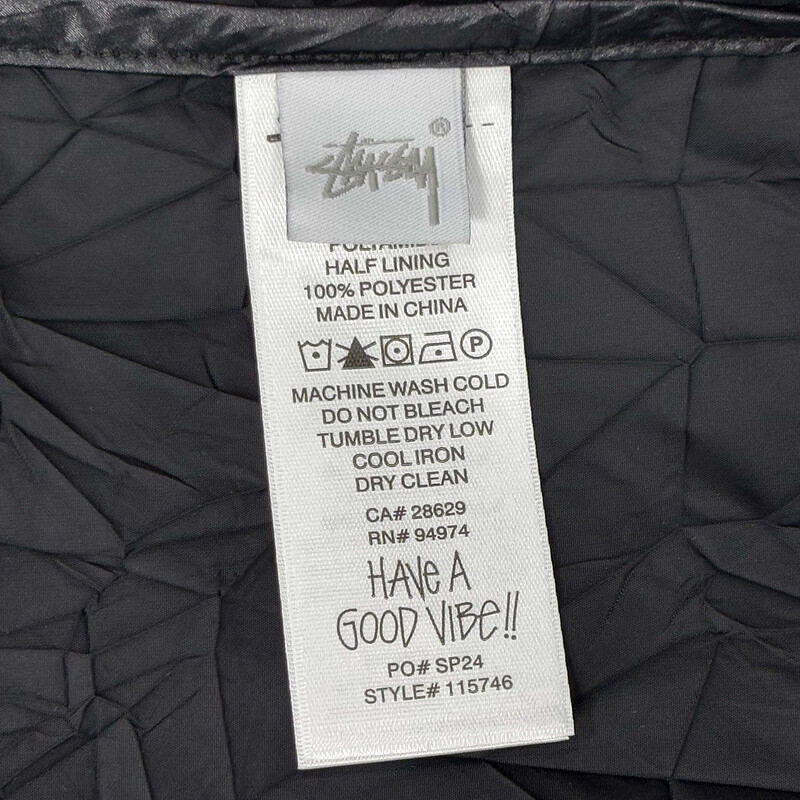 STÜSSY ®
HALF LINING
100% POLYESTER
MADE IN CHINA
P
MACHINE WASH COLD
DO NOT BLEACH
TUMBLE DRY LOW
COOL IRON
DRY CLEAN
CA# 28629
RN# 94974
HAVE A
GOOD VIBE!!
PO# SP24
STYLE# 115746